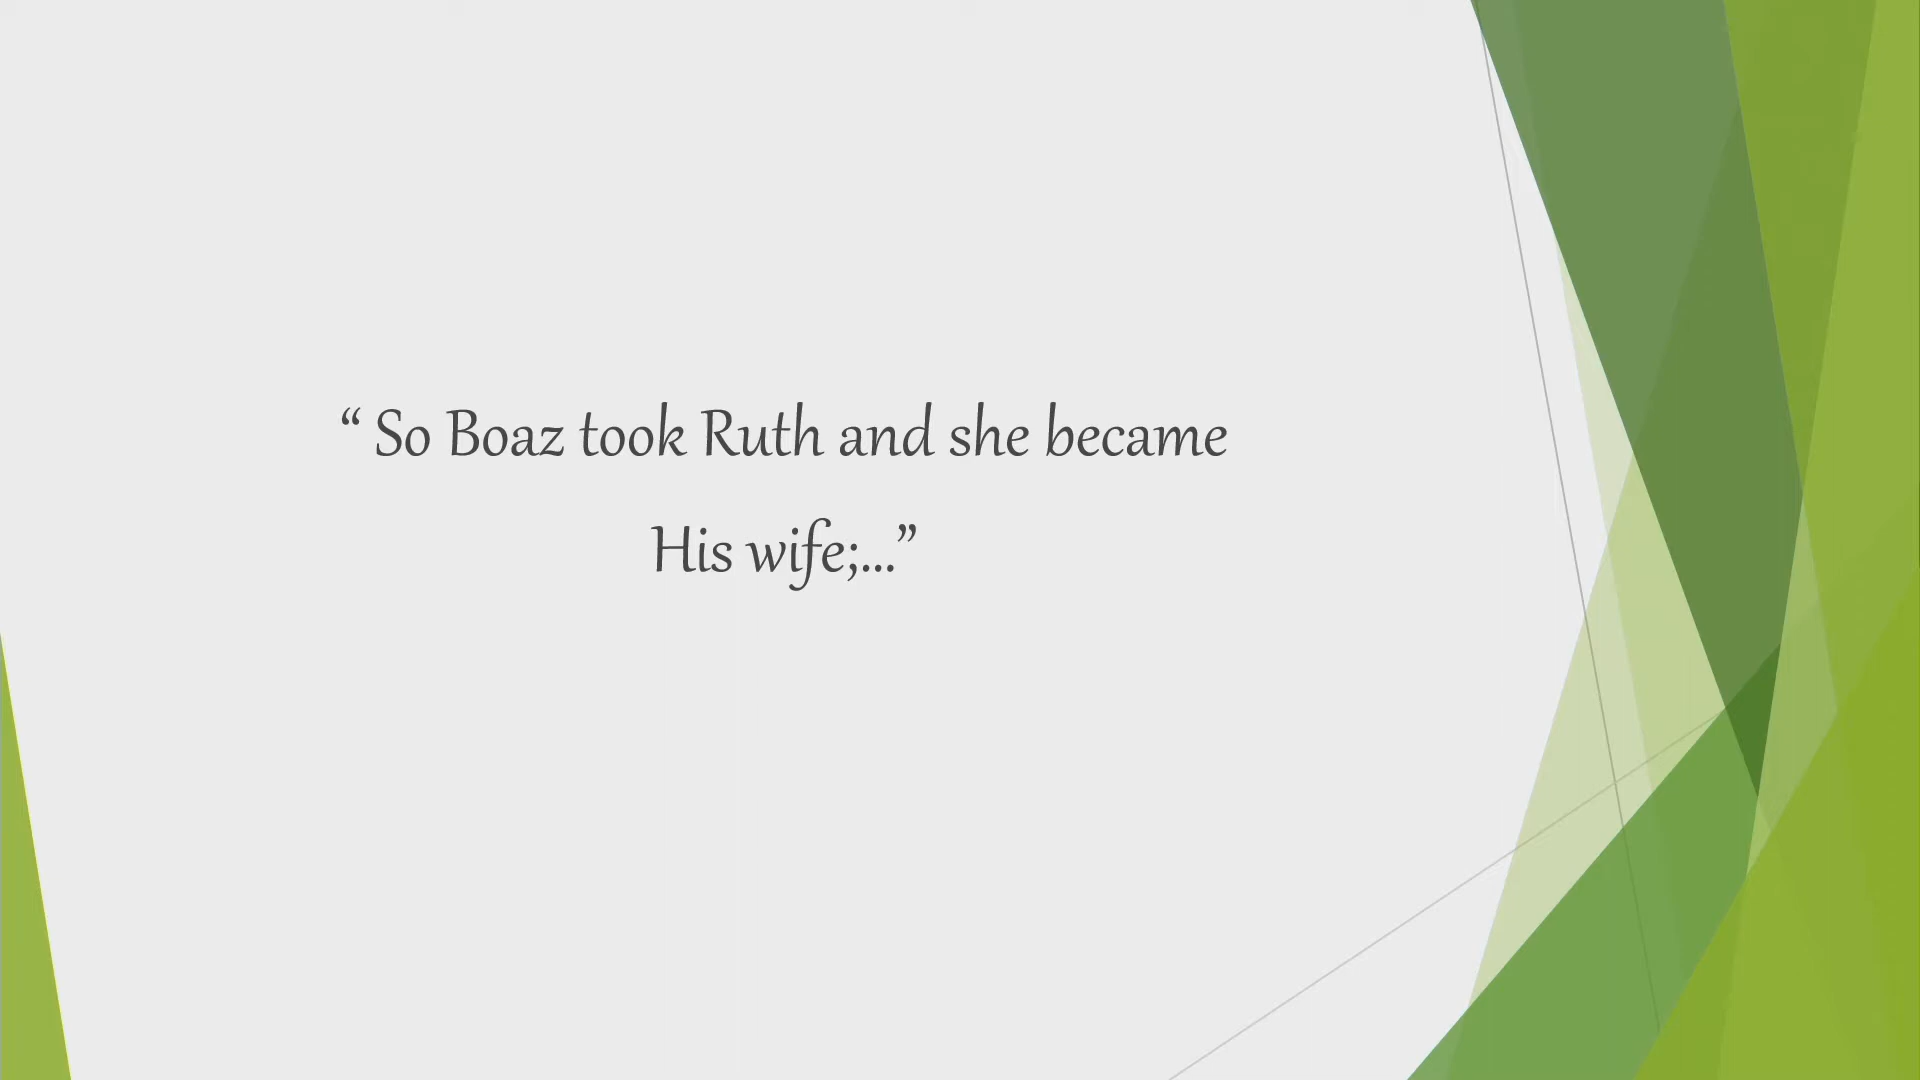 “ So Boaz took Ruth and she became
His wife;...”